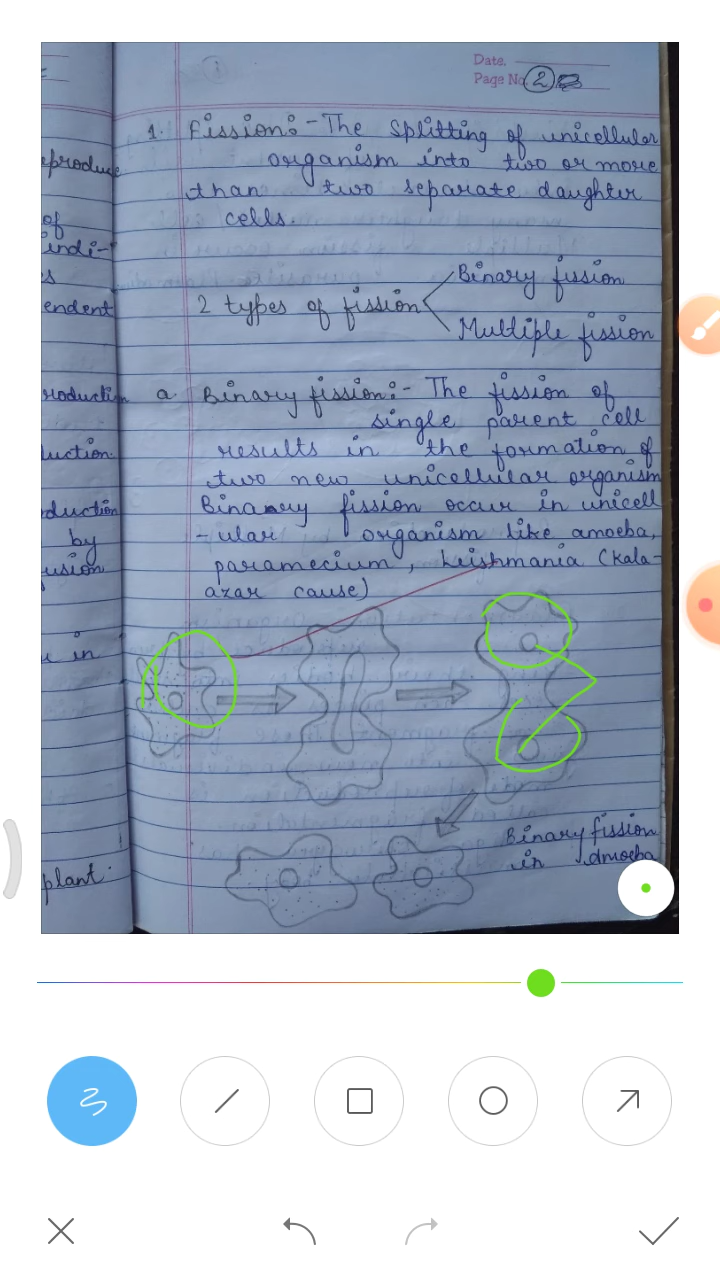 Date.
Page No. 2
1. Fission:- The splitting of unicellular
organism into two or more
than two separate daughter
cells.
2 types of fission
Binary fission
Multiple fission
a. Binary fission:- The fission of
single parent cell
results in the formation of
two new unicellular organism
Binary fission occur in unicell
-ular organism like amoeba,
paramecium, Leishmania (Kala-
azar cause)
Binary fission
in Amoeba
eproduce
of
indi-
s
endent
roduction
luction.
duction
by
usion
in
plant.